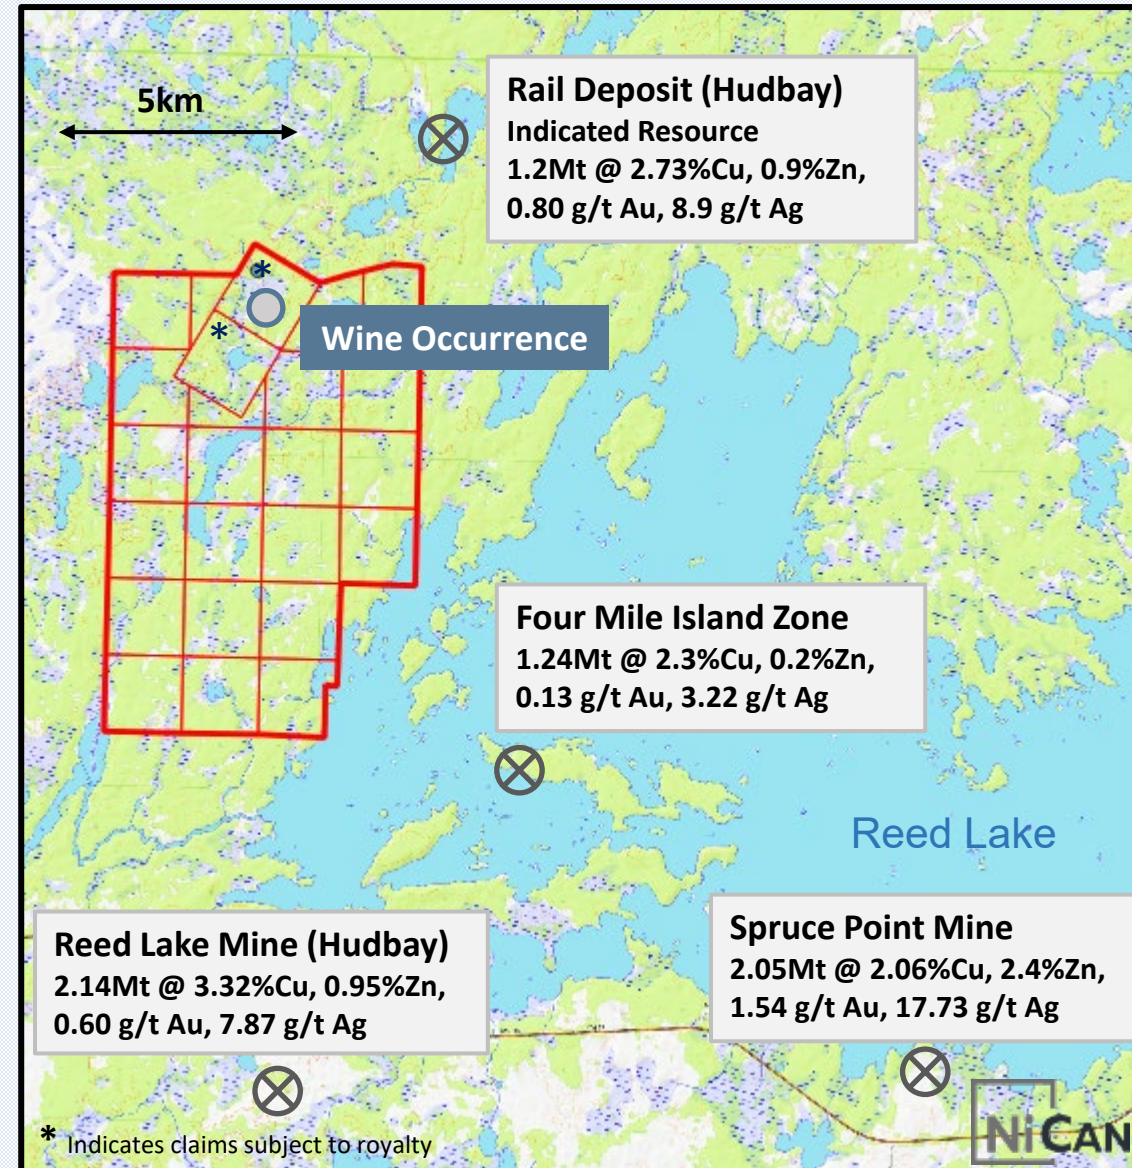 5km
Rail Deposit (Hudbay)
Indicated Resource
1.2Mt @ 2.73%Cu, 0.9%Zn,
0.80 g/t Au, 8.9 g/t Ag
*
*
Wine Occurrence
Four Mile Island Zone
1.24Mt @ 2.3%Cu, 0.2%Zn,
0.13 g/t Au, 3.22 g/t Ag
Reed Lake
Reed Lake Mine (Hudbay)
2.14Mt @ 3.32%Cu, 0.95%Zn,
0.60 g/t Au, 7.87 g/t Ag
Spruce Point Mine
2.05Mt @ 2.06%Cu, 2.4%Zn,
1.54 g/t Au, 17.73 g/t Ag
* Indicates claims subject to royalty
NiCAN